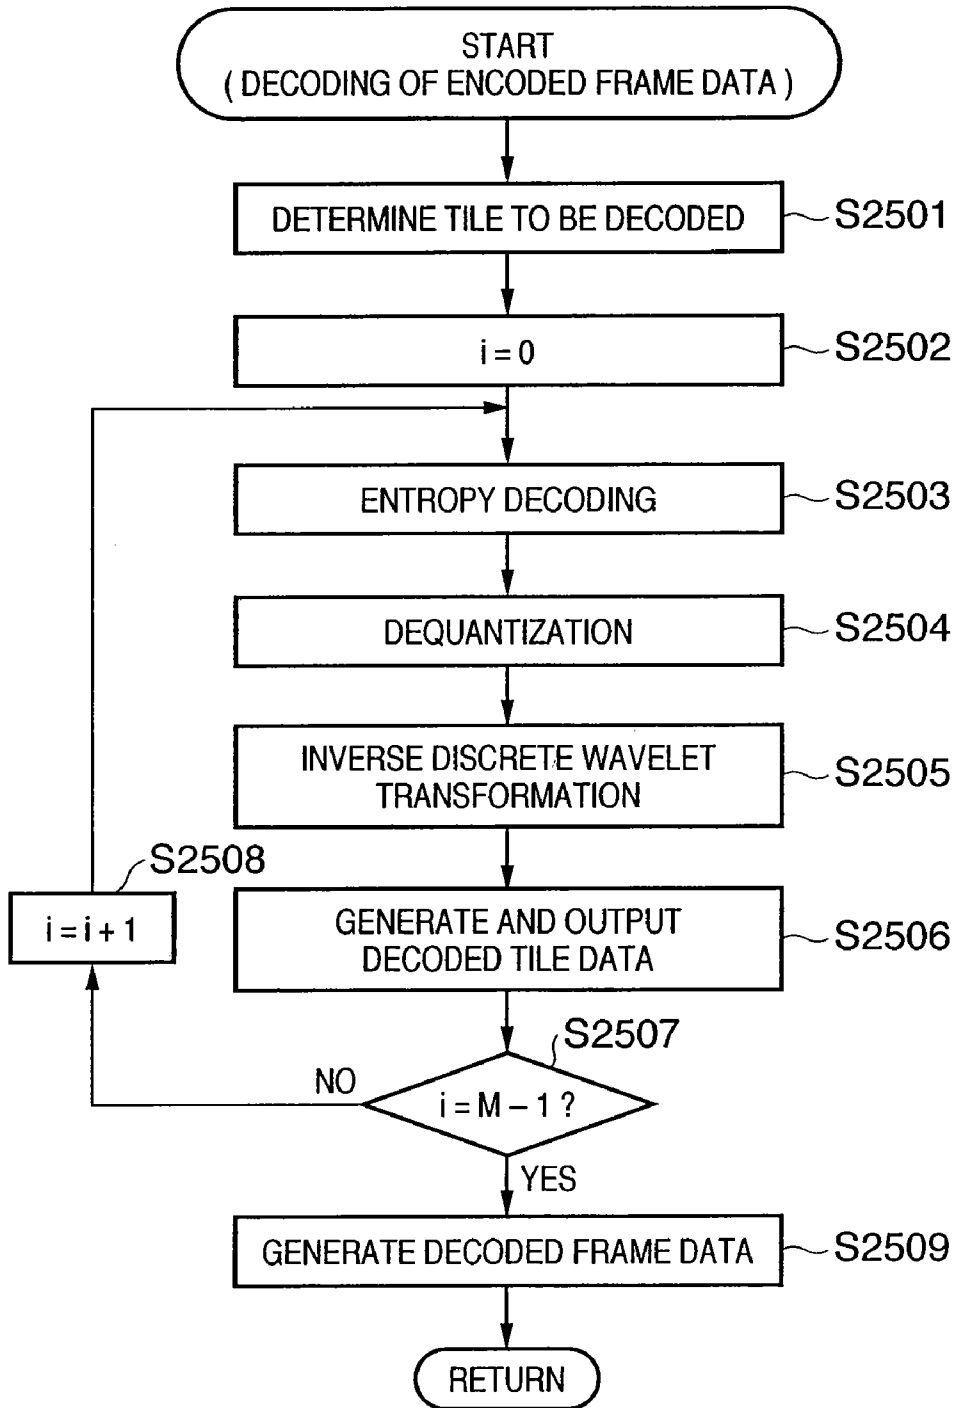 START
( DECODING OF ENCODED FRAME DATA )
DETERMINE TILE TO BE DECODED
S2501
i = 0
S2502
ENTROPY DECODING
S2503
DEQUANTIZATION
S2504
INVERSE DISCRETE WAVELET
TRANSFORMATION
S2505
S2508
i = i + 1
GENERATE AND OUTPUT
DECODED TILE DATA
S2506
S2507
NO
i = M – 1 ?
YES
GENERATE DECODED FRAME DATA
S2509
RETURN